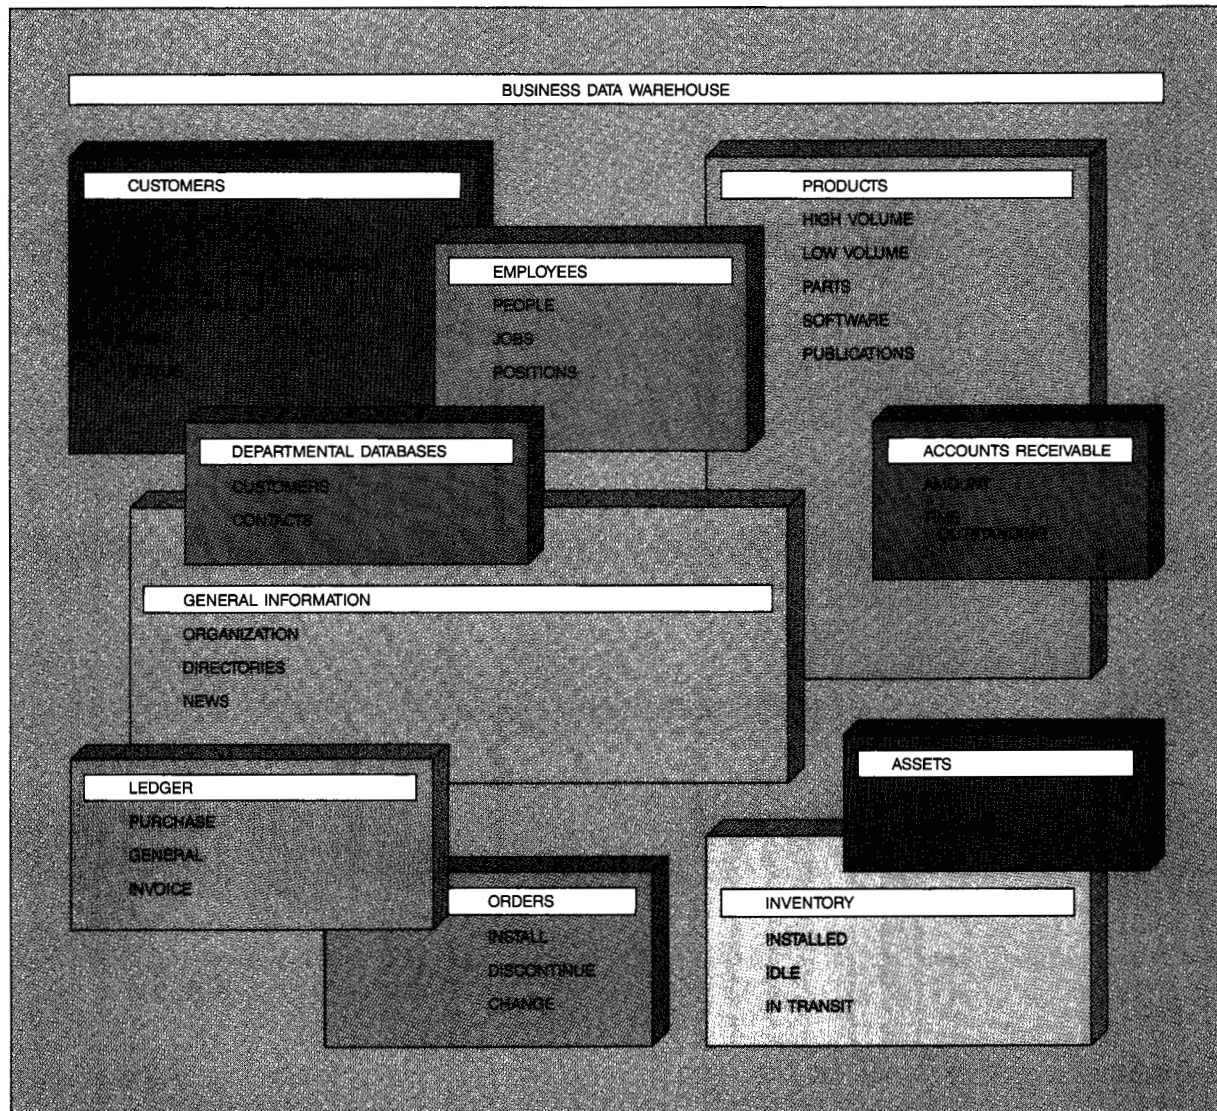 BUSINESS DATA WAREHOUSE
CUSTOMERS
PRODUCTS
HIGH VOLUME
LOW VOLUME
PARTS
SOFTWARE
PUBLICATIONS
EMPLOYEES
PEOPLE
JOBS
POSITIONS
DEPARTMENTAL DATABASES
CUSTOMERS
CONTACTS
ACCOUNTS RECEIVABLE
AMOUNT
TIME
OUTSTANDING
GENERAL INFORMATION
ORGANIZATION
DIRECTORIES
NEWS
ASSETS
LEDGER
PURCHASE
GENERAL
INVOICE
ORDERS
INSTALL
DISCONTINUE
CHANGE
INVENTORY
INSTALLED
IDLE
IN TRANSIT